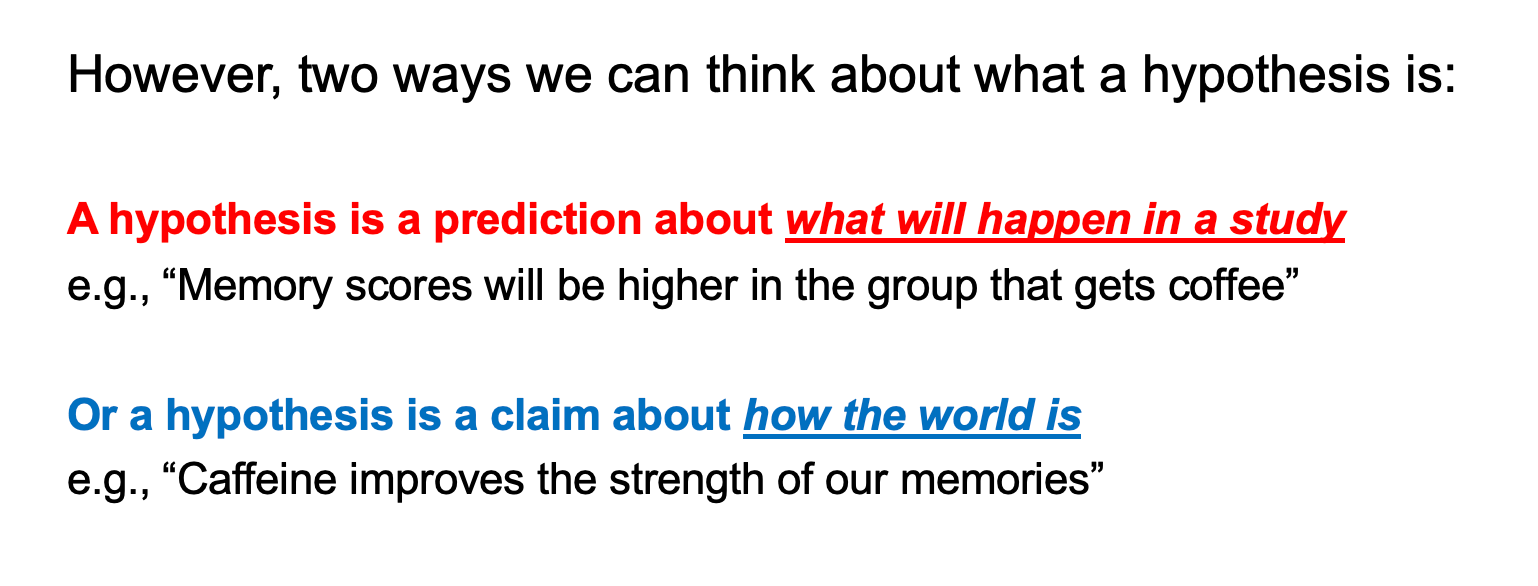 However, two ways we can think about what a hypothesis is:
A hypothesis is a prediction about what will happen in a study
e.g., “Memory scores will be higher in the group that gets coffee”
Or a hypothesis is a claim about how the world is
e.g., “Caffeine improves the strength of our memories”